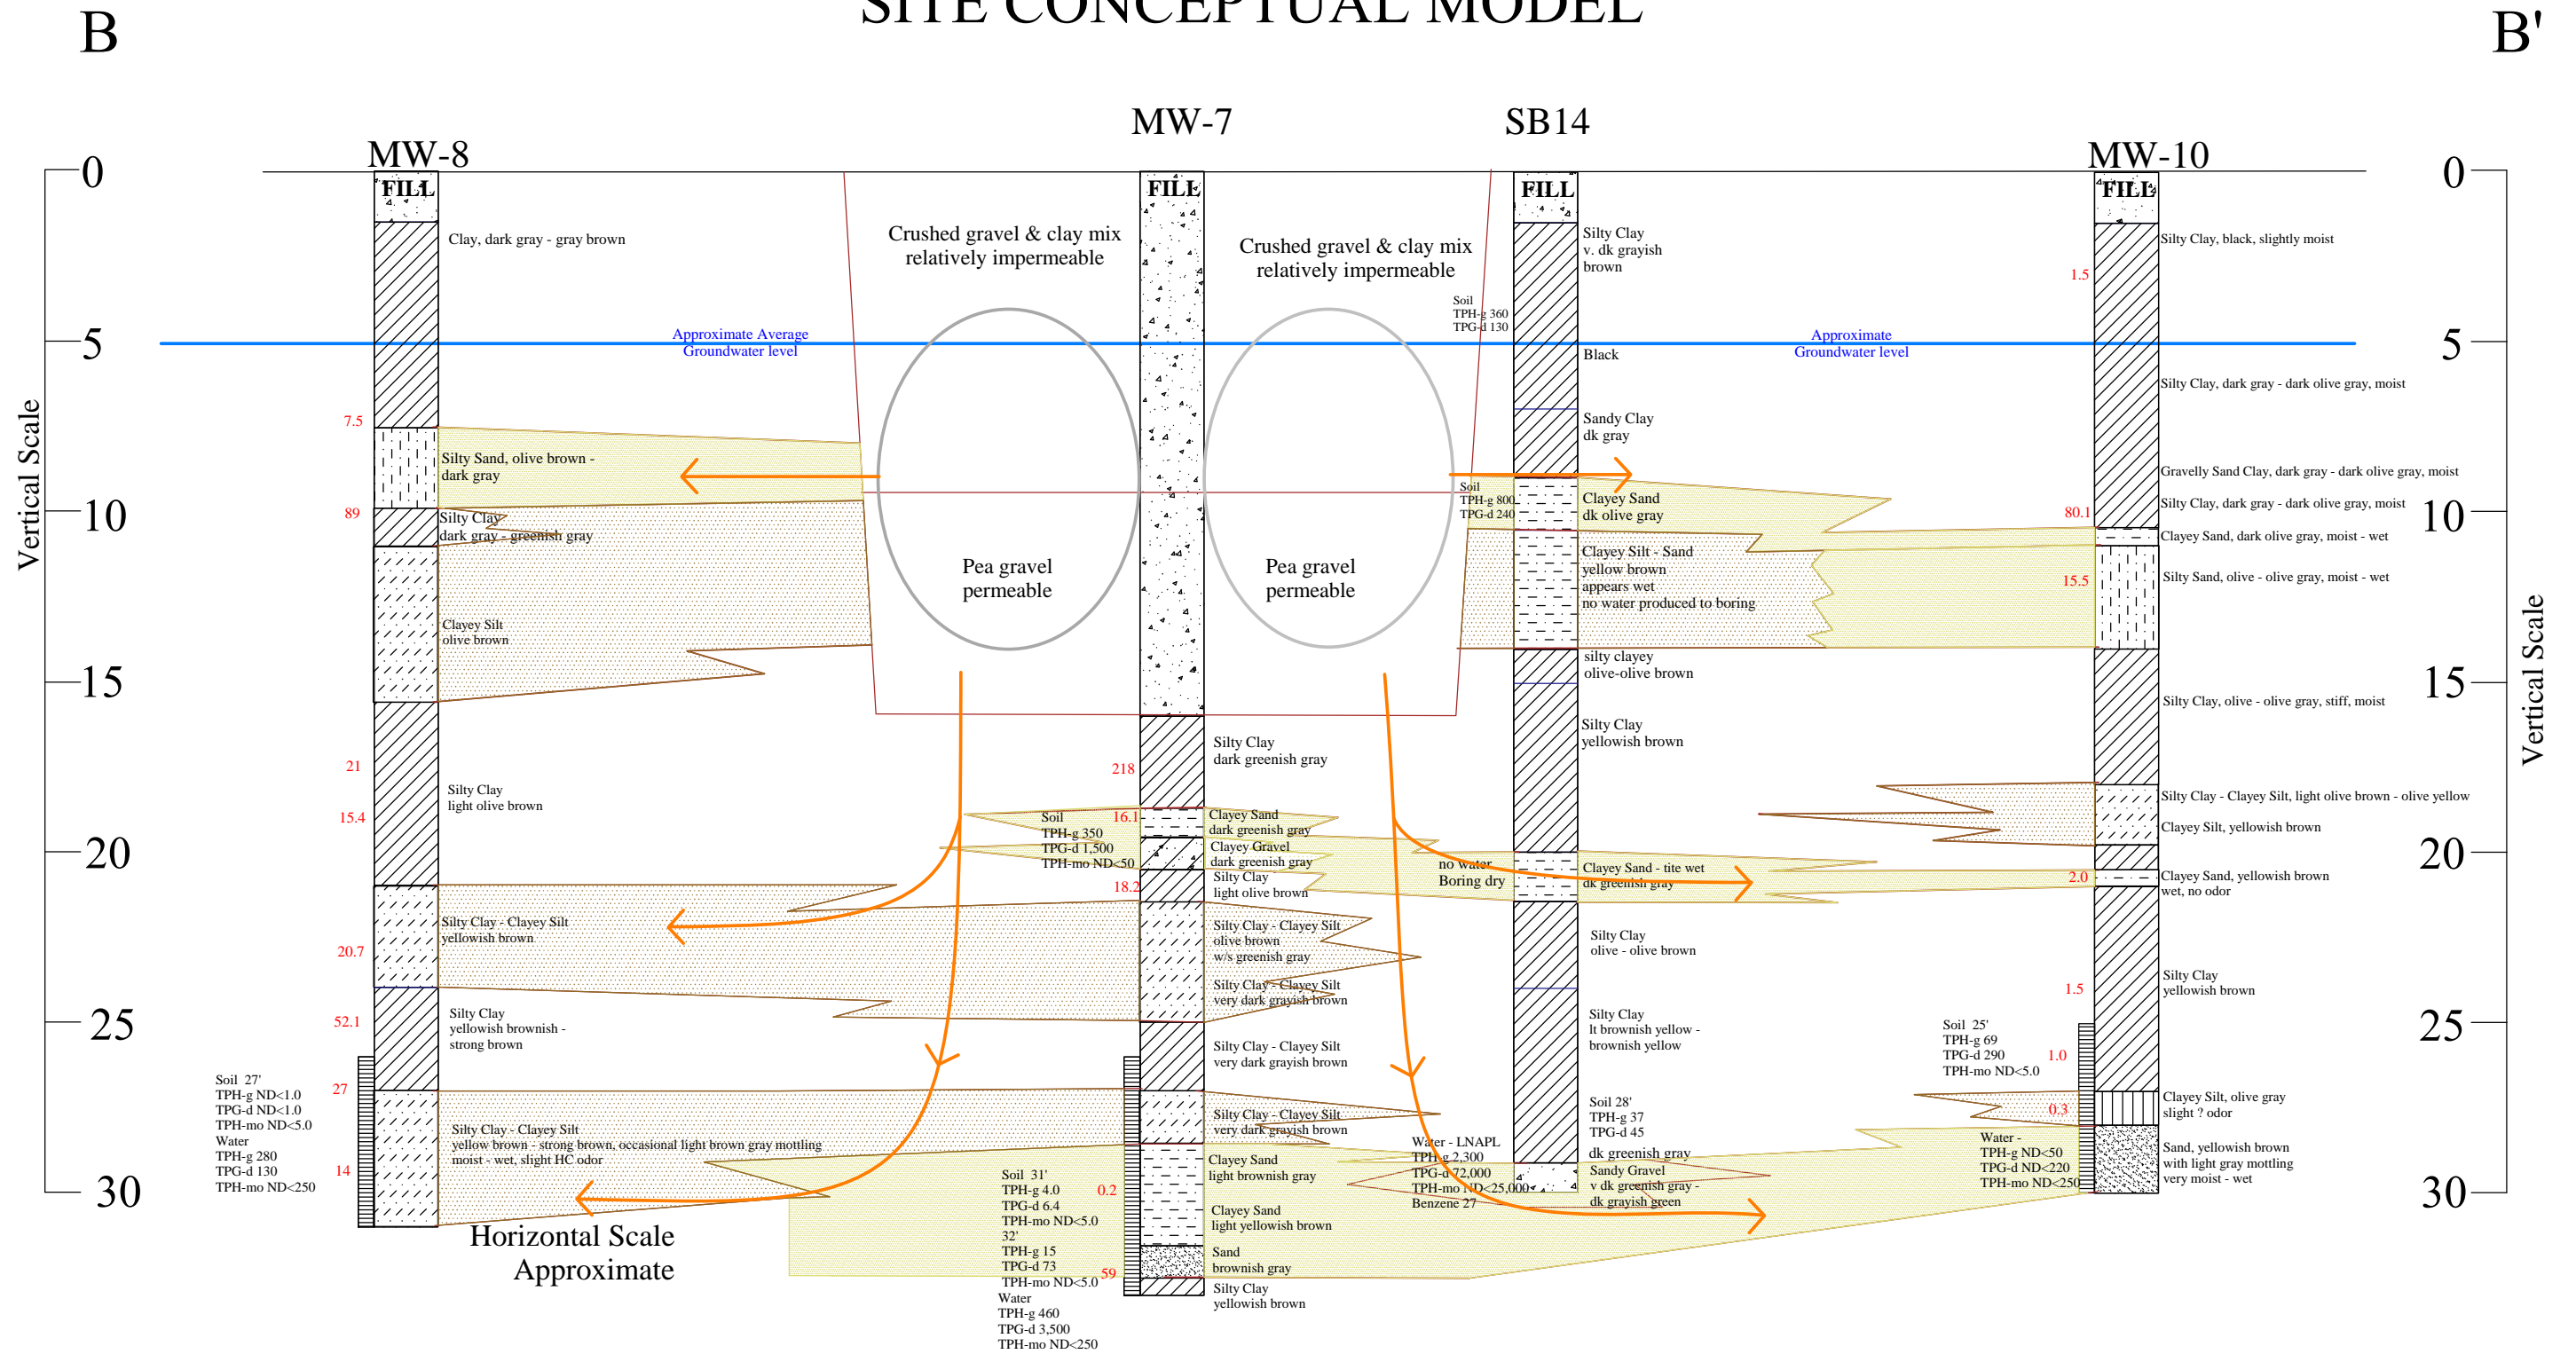 SITE CONCEPTUAL MODEL
B
B'
MW-8
MW-7
SB14
MW-10
Vertical Scale
0
5
10
15
20
25
30
FILL
Clay, dark gray - gray brown
7.5
Silty Sand, olive brown -
dark gray
89
Silty Clay
dark gray - greenish gray
Clayey Silt
olive brown
21
Silty Clay
light olive brown
15.4
Silty Clay - Clayey Silt
yellowish brown
20.7
52.1
Silty Clay
yellowish brownish -
strong brown
27
Soil 27'
TPH-g ND<1.0
TPG-d ND<1.0
TPH-mo ND<5.0
Water
TPH-g 280
TPG-d 130
TPH-mo ND<250
14
Silty Clay - Clayey Silt
yellow brown - strong brown, occasional light brown gray mottling
moist - wet, slight HC odor
Horizontal Scale
Approximate
Approximate Average
Groundwater level
Crushed gravel & clay mix
relatively impermeable
Pea gravel
permeable
FILL
Crushed gravel & clay mix
relatively impermeable
Pea gravel
permeable
218
Silty Clay
dark greenish gray
Soil
TPH-g 350
TPG-d 1,500
TPH-mo ND<50
16.1
18.2
Clayey Sand
dark greenish gray
Clayey Gravel
dark greenish gray
Silty Clay
light olive brown
Silty Clay - Clayey Silt
olive brown
w/s greenish gray
Silty Clay - Clayey Silt
very dark grayish brown
Silty Clay - Clayey Silt
very dark grayish brown
Silty Clay - Clayey Silt
very dark grayish brown
Clayey Sand
light brownish gray
Clayey Sand
light yellowish brown
Sand
brownish gray
Silty Clay
yellowish brown
Soil 31'
TPH-g 4.0
TPG-d 6.4
TPH-mo ND<5.0
32'
TPH-g 15
TPG-d 73
TPH-mo ND<5.0
Water
TPH-g 460
TPG-d 3,500
TPH-mo ND<250
0.2
59
FILL
Silty Clay
v. dk grayish
brown
Soil
TPH-g 360
TPG-d 130
Black
Sandy Clay
dk gray
Soil
TPH-g 800
TPG-d 240
Clayey Sand
dk olive gray
Clayey Silt - Sand
yellow brown
appears wet
no water produced to boring
silty clayey
olive-olive brown
Silty Clay
yellowish brown
no water
Boring dry
Clayey Sand - tite wet
dk greenish gray
Silty Clay
olive - olive brown
Silty Clay
lt brownish yellow -
brownish yellow
Soil 28'
TPH-g 37
TPG-d 45
dk greenish gray
Sandy Gravel
v dk greenish gray -
dk grayish green
Water - LNAPL
TPH-g 2,300
TPG-d 72,000
TPH-mo ND<25,000
Benzene 27
Approximate
Groundwater level
FILL
Silty Clay, black, slightly moist
1.5
Silty Clay, dark gray - dark olive gray, moist
Gravelly Sand Clay, dark gray - dark olive gray, moist
Silty Clay, dark gray - dark olive gray, moist
80.1
Clayey Sand, dark olive gray, moist - wet
15.5
Silty Sand, olive - olive gray, moist - wet
Silty Clay, olive - olive gray, stiff, moist
Silty Clay - Clayey Silt, light olive brown - olive yellow
Clayey Silt, yellowish brown
2.0
Clayey Sand, yellowish brown
wet, no odor
Silty Clay
yellowish brown
1.5
Soil 25'
TPH-g 69
TPG-d 290
TPH-mo ND<5.0
1.0
0.3
Clayey Silt, olive gray
slight ? odor
Water -
TPH-g ND<50
TPG-d ND<220
TPH-mo ND<250
Sand, yellowish brown
with light gray mottling
very moist - wet
0
5
10
15
20
25
30
Vertical Scale